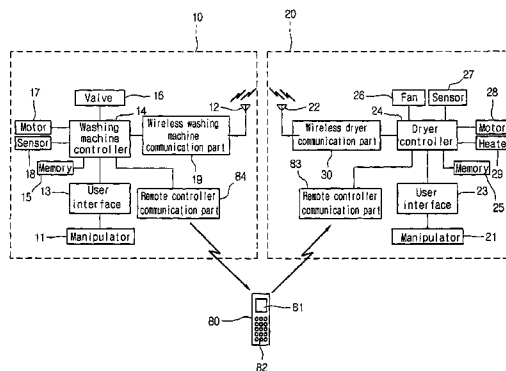 10
20
17
Valve
16
12
22
26
27
Fan
Sensor
28
24
Motor
14
Sensor
Washing machine controller
Wireless washing machine communication part
Wireless dryer communication part
Dryer controller
Motor
Heater
29
18
Memory
15
19
84
30
83
Memory
25
13
User interface
Remote controller communication part
Remote controller communication part
User interface
23
11
Manipulator
Manipulator
21
80
81
82